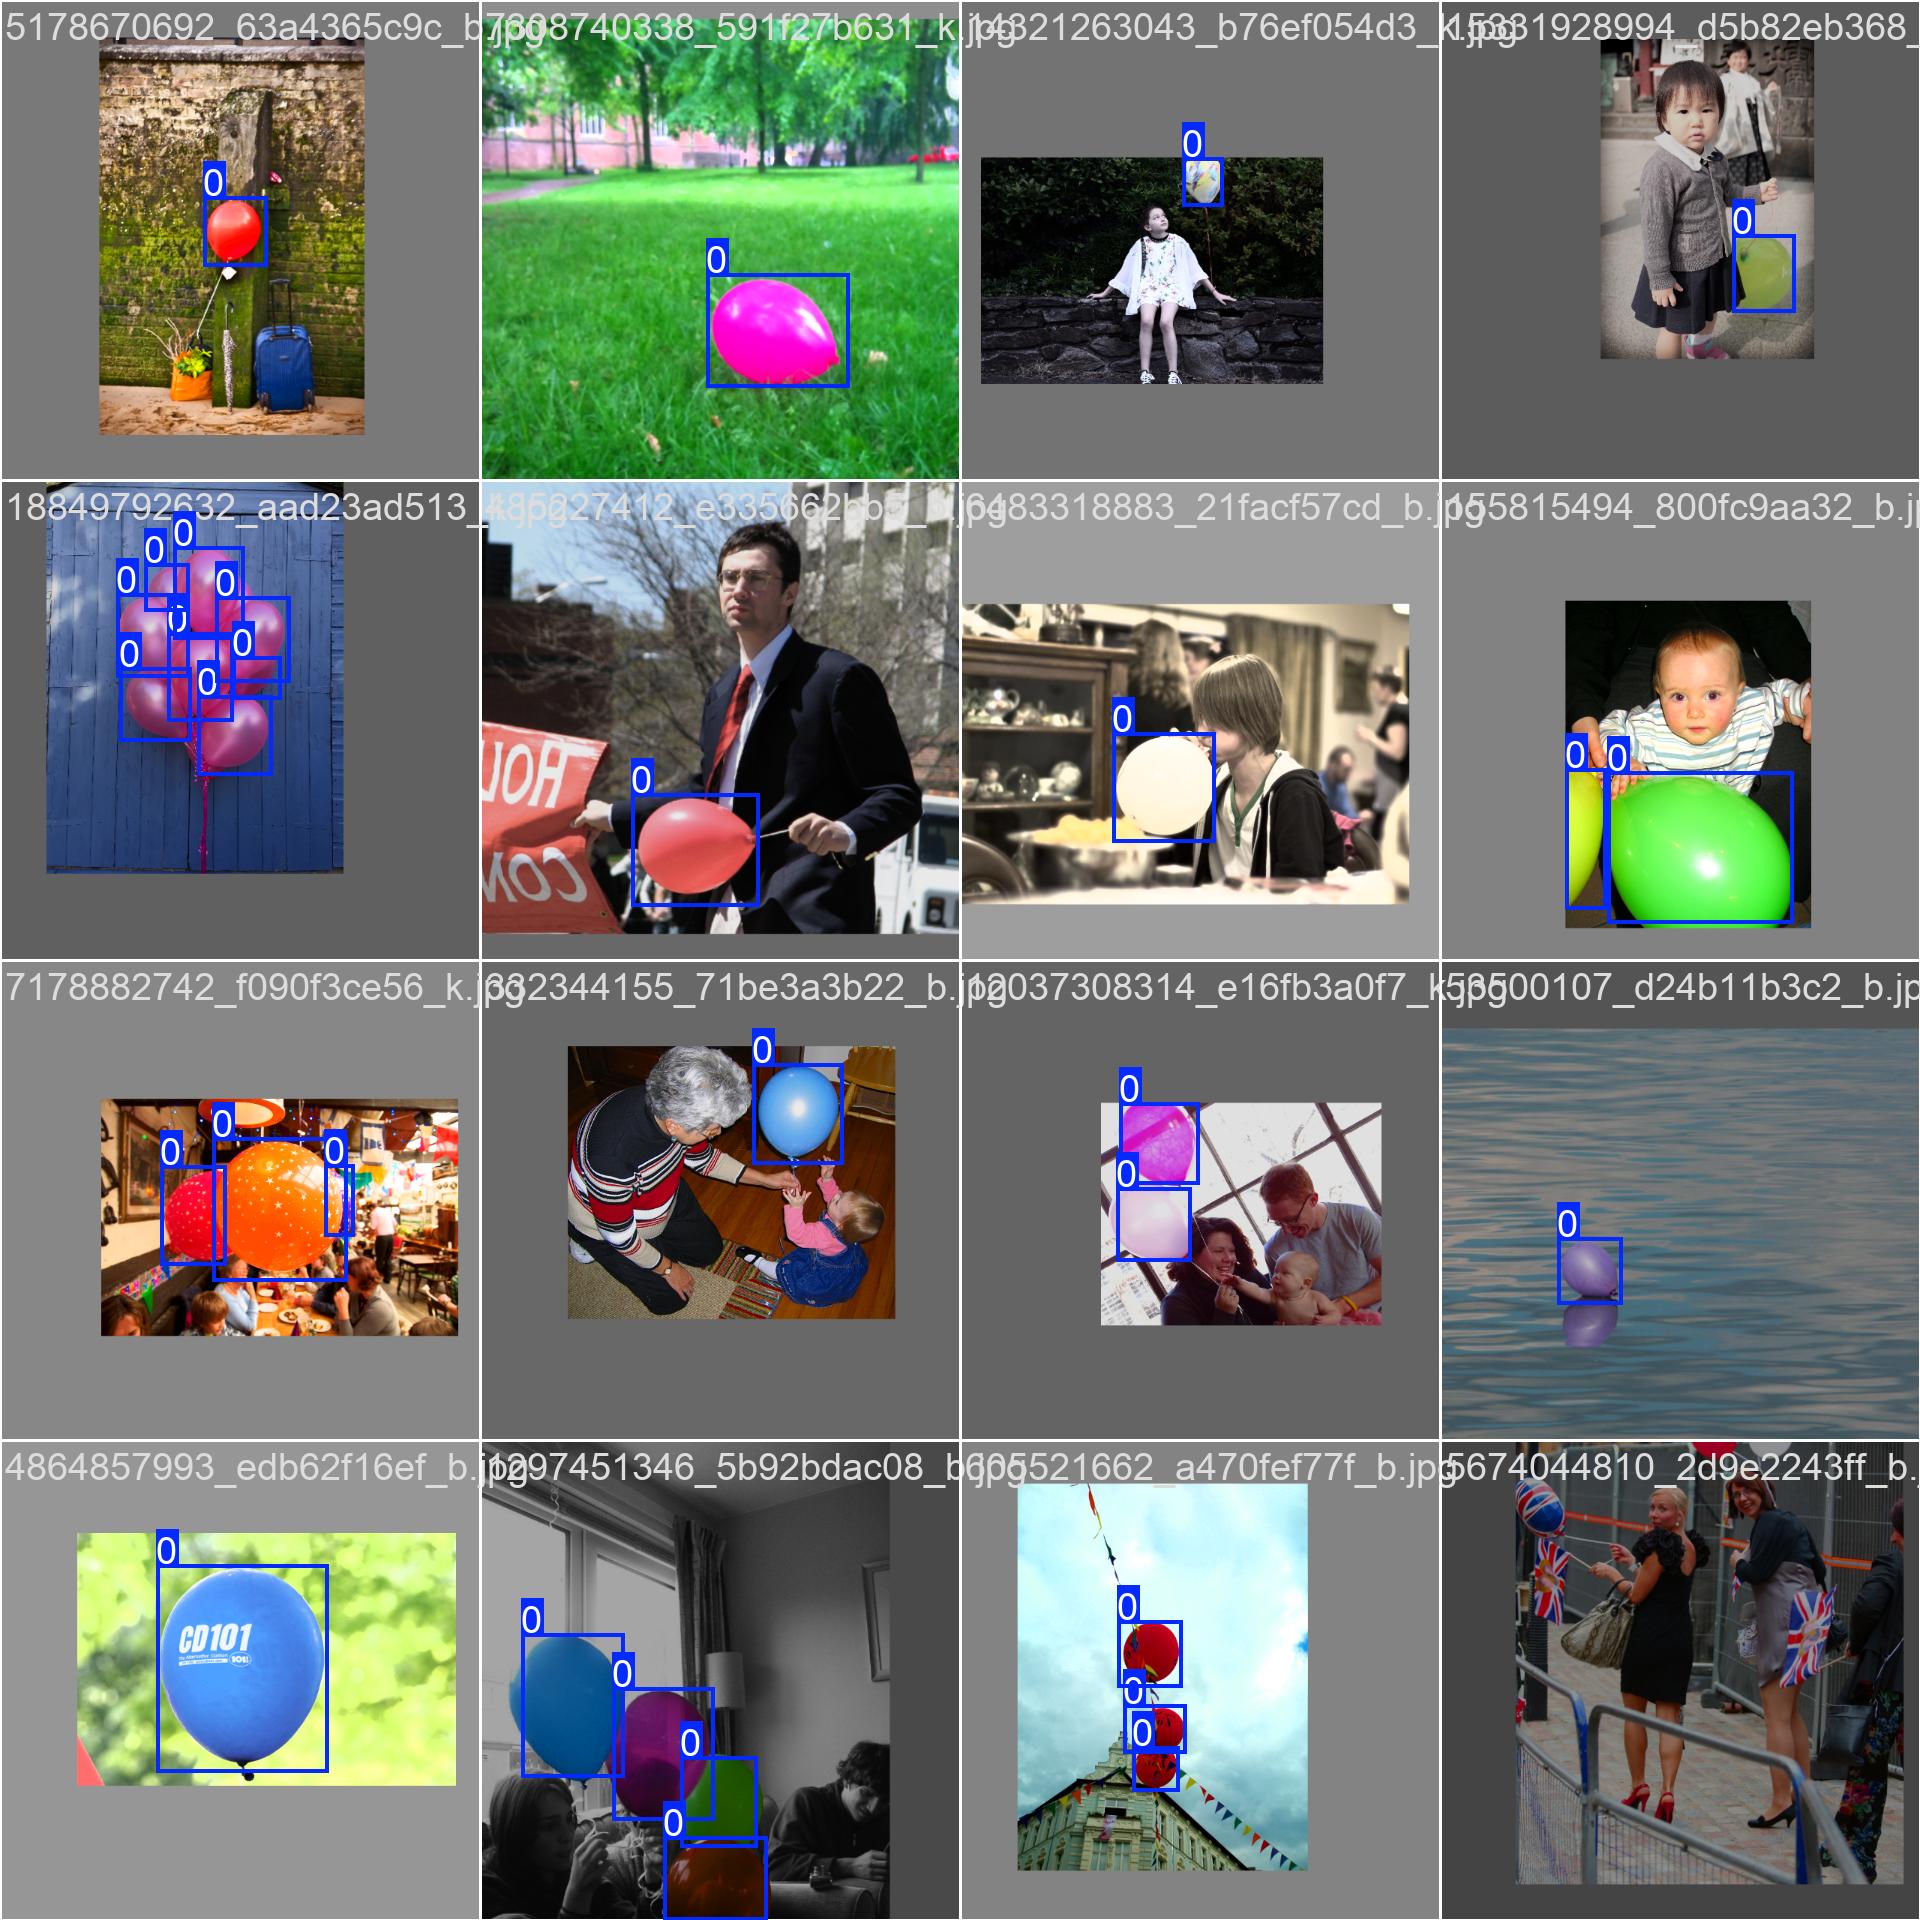 5178670692_63a4365c9c_b.jpg
7308740338_591f27b631_k.jpg
14321263043_b76ef054d3_k.jpg
15331928994_d5b82eb368_
0
0
0
0
18849792632_aad23ad513_k.jpg
485227412_e335662bb5_b.jpg
6483318883_21facf57cd_b.jpg
155815494_800fc9aa32_b.jp
0
0
0
0
0
0
0
0
0
0
0
0
HOLL
CON
7178882742_f090f3ce56_k.jpg
332344155_71be3a3b22_b.jpg
12037308314_e16fb3a0f7_k.jpg
53500107_d24b11b3c2_b.jp
0
0
0
0
0
0
0
4864857993_edb62f16ef_b.jpg
1297451346_5b92bdac08_b.jpg
605521662_a470fef77f_b.jpg
5674044810_2d9e2243ff_b.
0
0
0
0
0
0
0
0
CD101